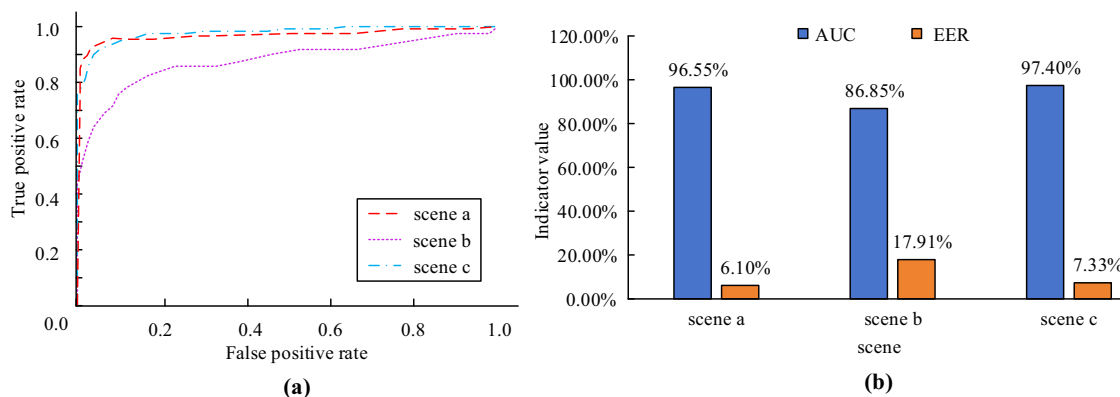 1.0
0.8
0.6
0.4
0.2
0.0
0.2
0.4
0.6
0.8
1.0
True positive rate
False positive rate
scene a
scene b
scene c
(a)
AUC
EER
120.00%
100.00%
80.00%
60.00%
40.00%
20.00%
0.00%
Indicator value
96.55%
6.10%
86.85%
17.91%
97.40%
7.33%
scene a
scene b
scene c
scene
(b)